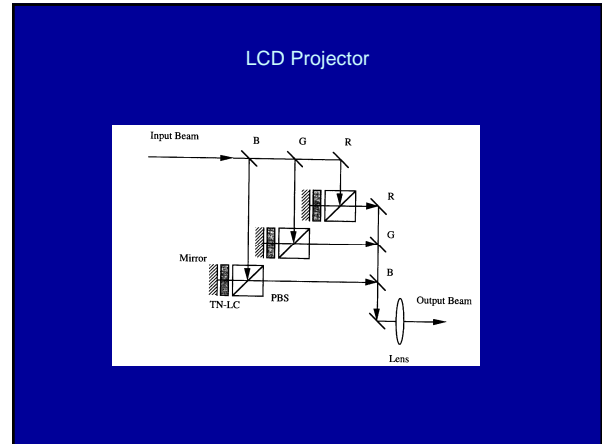 LCD Projector
Input Beam
B
G
R
R
G
Mirror
B
TN-LC
PBS
Output Beam
Lens